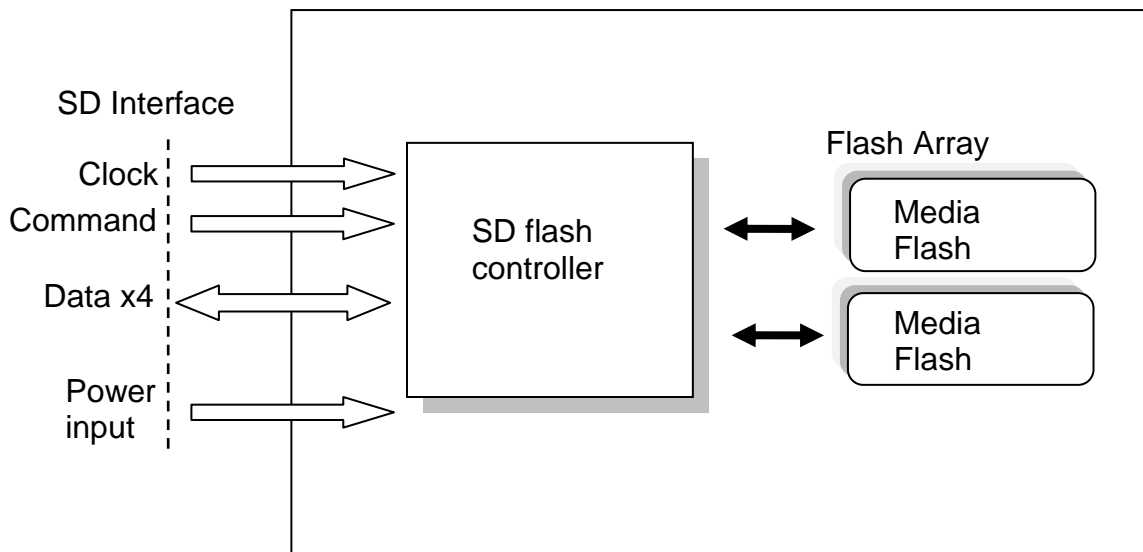 SD Interface
Clock
Command
Data x4
Power
input
SD flash
controller
Flash Array
Media
Flash
Media
Flash